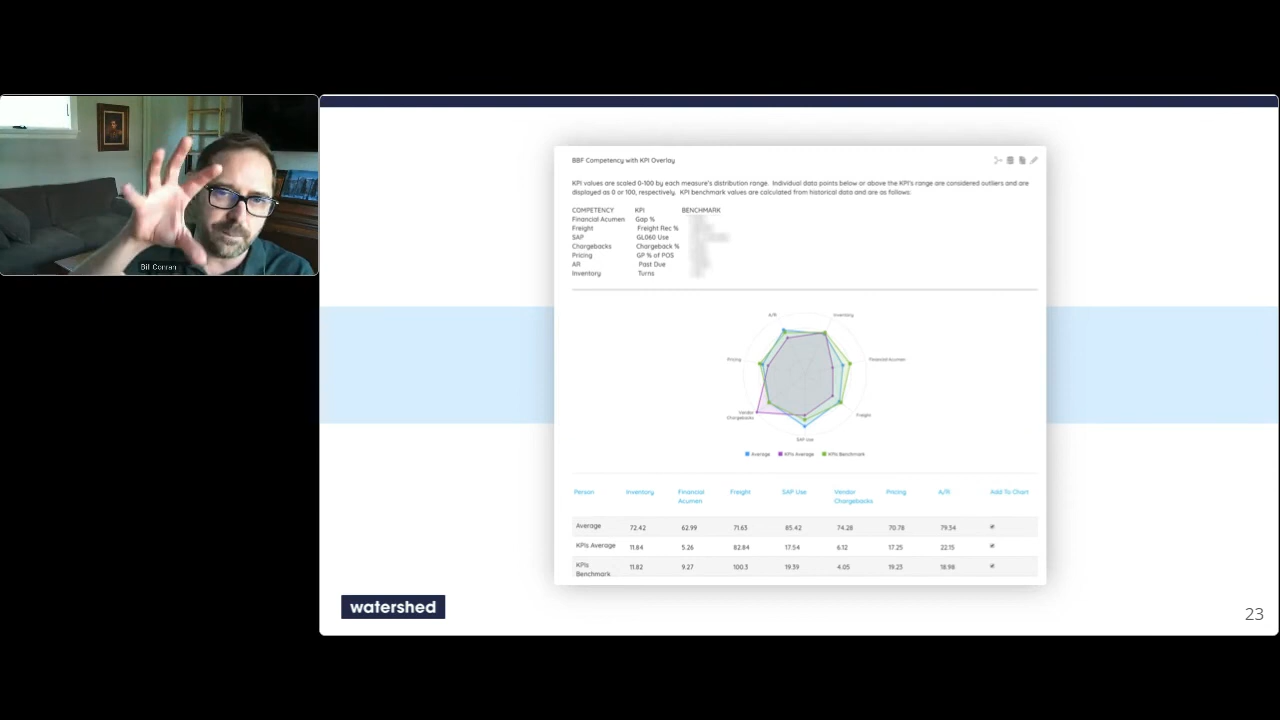 Bill Conran
BBF Competency with KPI Overlay
KPI values are scaled 0-100 by each measure's distribution range. Individual data points below or above the KPI's range are considered outliers and are
displayed as 0 or 100, respectively. KPI benchmark values are calculated from historical data and are as follows:
COMPETENCY KPI BENCHMARK
Financial Acumen Gap %
Freight Freight Rec %
SAP GL060 Use
Chargebacks Chargeback %
Pricing GP % of POS
AR Past Due
Inventory Turns
A/R Inventory
Pricing Financial Acumen
Vendor
Chargebacks Freight
SAP Use
Average KPIs Average KPIs Benchmark
Person Inventory Financial Acumen Freight SAP Use Vendor Chargebacks Pricing A/R Add To Chart
Average 72.42 62.99 71.63 85.42 74.28 70.78 79.34
KPIs Average 11.84 5.26 82.84 17.54 6.12 17.25 22.15
KPIs Benchmark 11.82 9.27 100.3 19.39 4.05 19.23 18.98
watershed
23